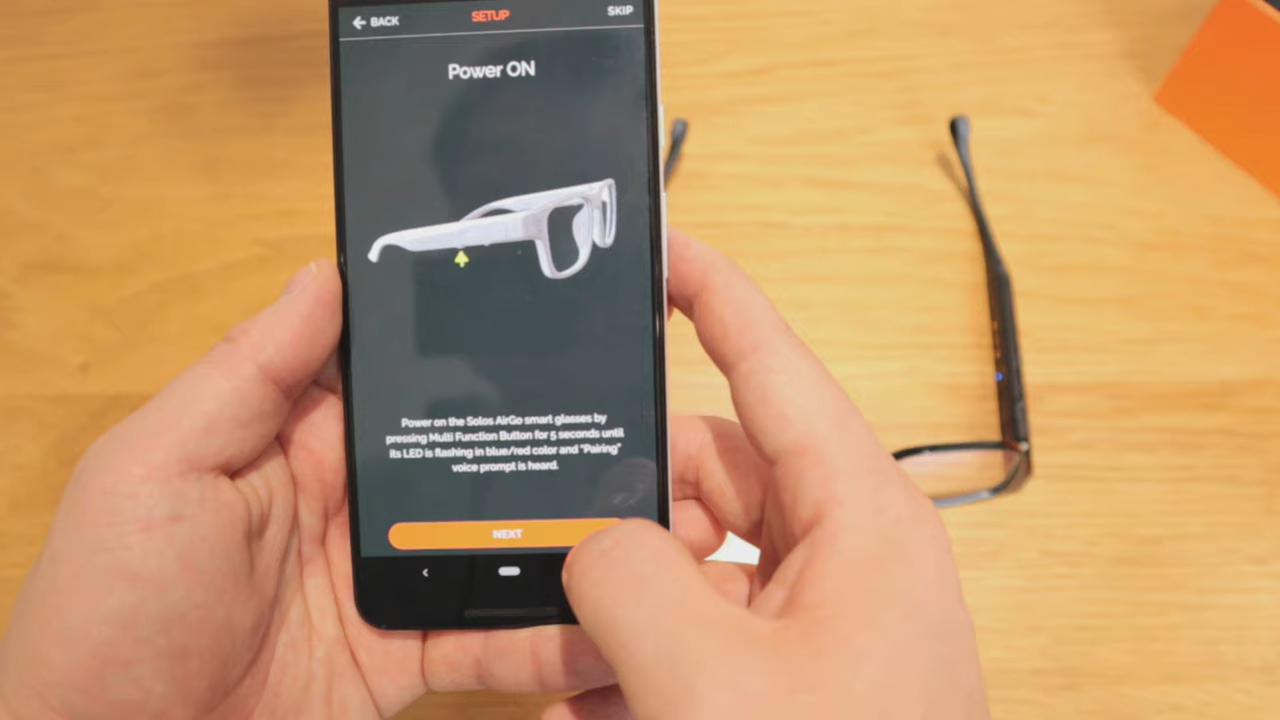 BACK
SETUP
SKIP
Power ON
Power on the Solos AirGo smart glasses by
pressing Multi Function Button for 5 seconds until
its LED is flashing in blue/red color and "Pairing"
voice prompt is heard.
NEXT